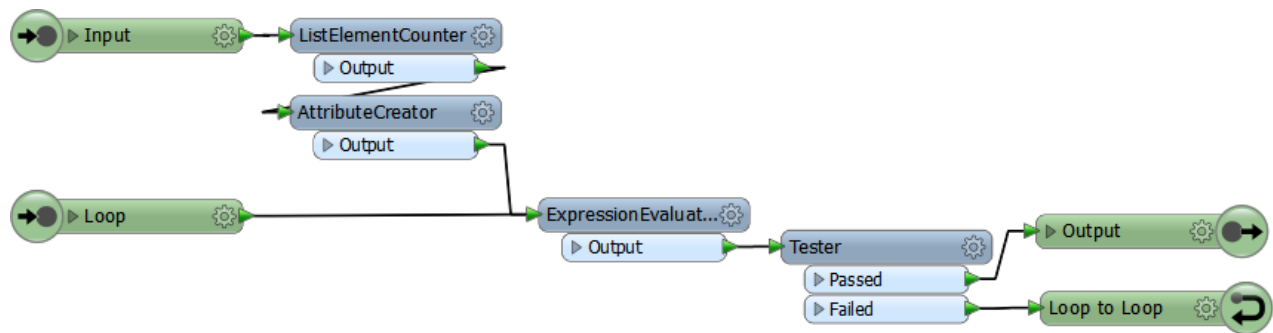 Input
ListElementCounter
Output
AttributeCreator
Output
Loop
ExpressionEvaluat...
Output
Tester
Passed
Failed
Output
Loop to Loop